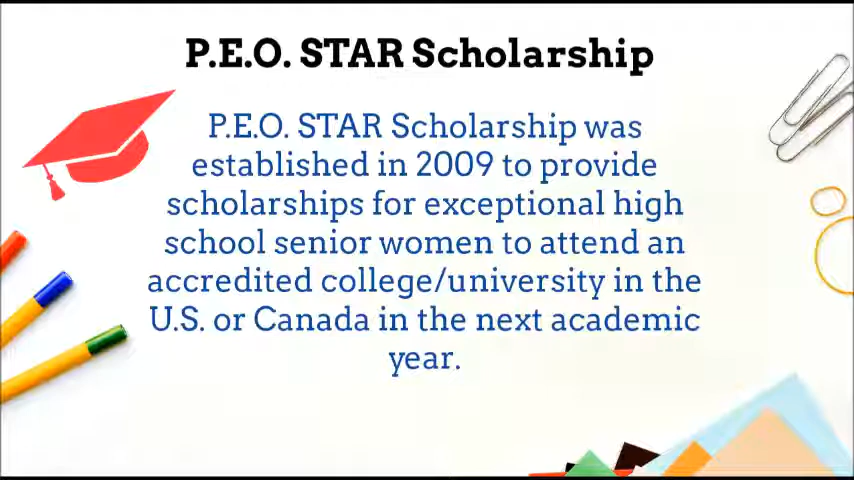 P.E.O. STAR Scholarship
P.E.O. STAR Scholarship was
established in 2009 to provide
scholarships for exceptional high
school senior women to attend an
accredited college/university in the
U.S. or Canada in the next academic
year.